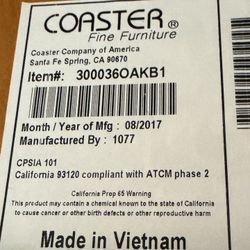 COASTER®
Fine Furniture
Coaster Company of America
Santa Fe Spring, CA 90670
Item#: 300036OAKB1
Month / Year of Mfg : 08/2017
Manufactured By : 1077
CPSIA 101
California 93120 compliant with ATCM phase 2
California Prop 65 Warning
This product may contain a chemical known to the state of California
to cause cancer or other birth defects or other reproductive harm
Made in Vietnam